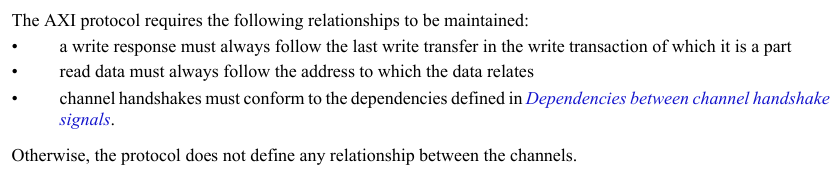 The AXI protocol requires the following relationships to be maintained:
• a write response must always follow the last write transfer in the write transaction of which it is a part
• read data must always follow the address to which the data relates
• channel handshakes must conform to the dependencies defined in Dependencies between channel handshake
signals.
Otherwise, the protocol does not define any relationship between the channels.